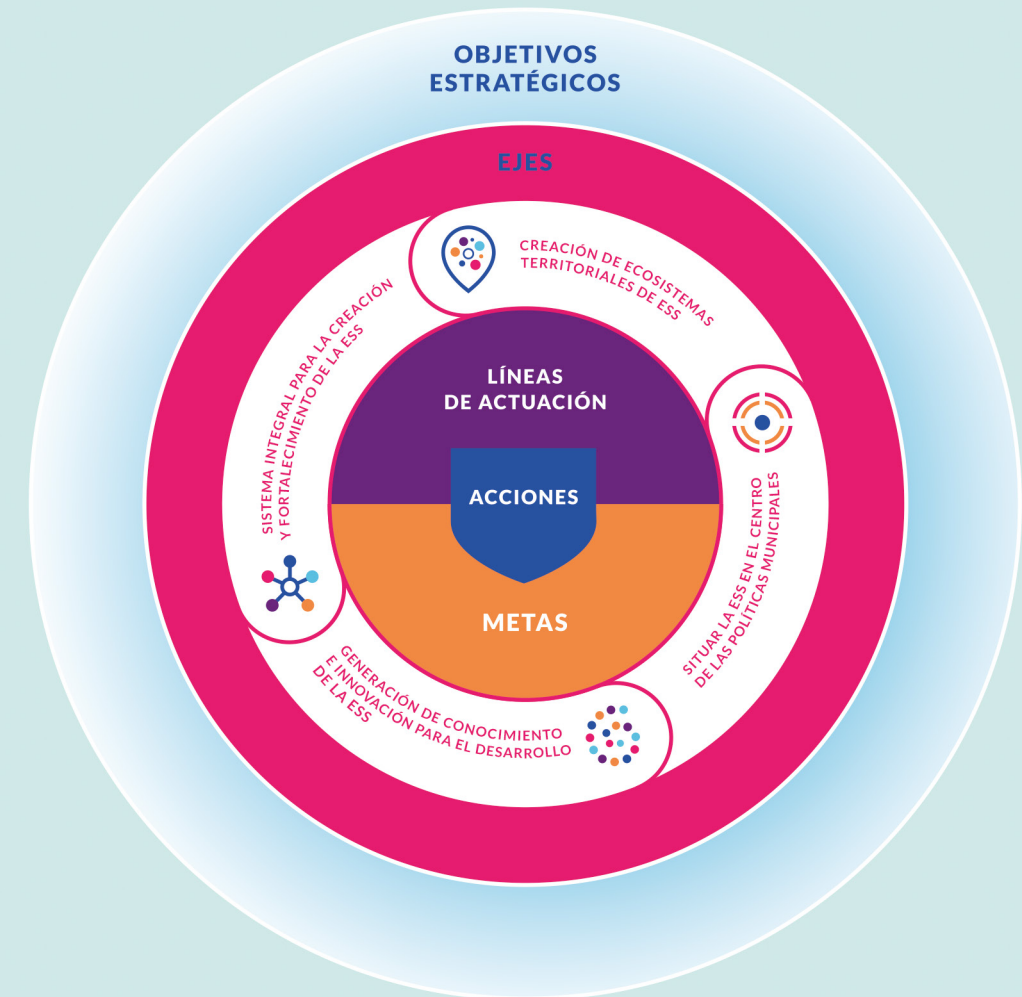 OBJETIVOS
ESTRATÉGICOS
EJES
CREACIÓN DE ECOSISTEMAS
TERRITORIALES DE ESS
SISTEMA INTEGRAL PARA LA CREACIÓN
Y FORTALECIMIENTO DE LA ESS
LÍNEAS
DE ACTUACIÓN
ACCIONES
METAS
SITUAR LA ESS EN EL CENTRO
DE LAS POLÍTICAS MUNICIPALES
GENERACIÓN DE CONOCIMIENTO
E INNOVACIÓN PARA EL DESARROLLO
DE LA ESS